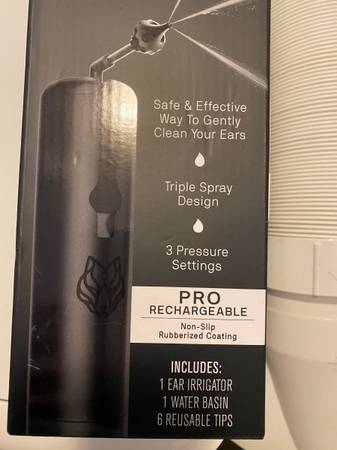 Safe & Effective
Way To Gently
Clean Your Ears
Triple Spray
Design
3 Pressure
Settings
PRO
RECHARGEABLE
Non-Slip
Rubberized Coating
INCLUDES:
1 EAR IRRIGATOR
1 WATER BASIN
6 REUSABLE TIPS